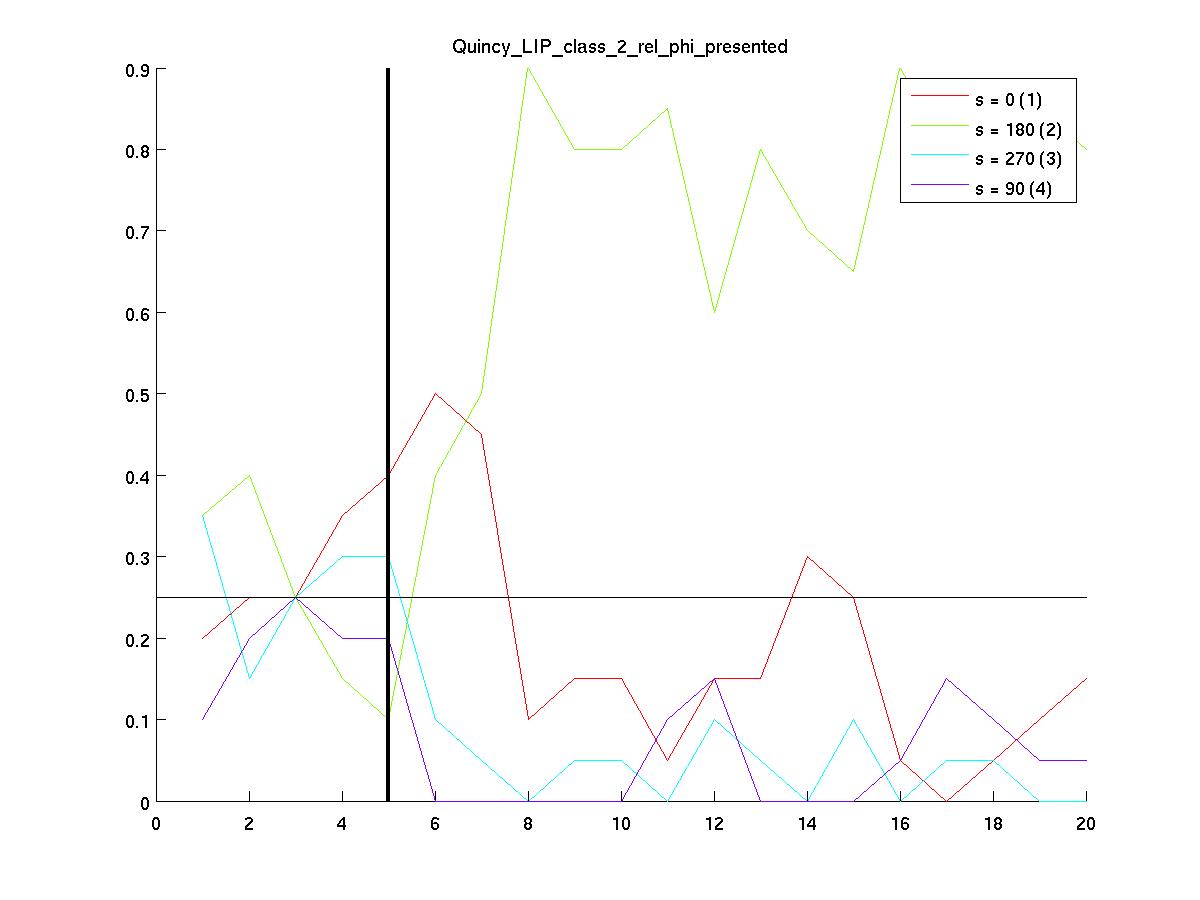 Quincy_LIP_class_2_rel_phi_presented
0.9
0.8
0.7
0.6
0.5
0.4
0.3
0.2
0.1
0
s = 0 (1)
s = 180 (2)
s = 270 (3)
s = 90 (4)
0 2 4 6 8 10 12 14 16 18 20